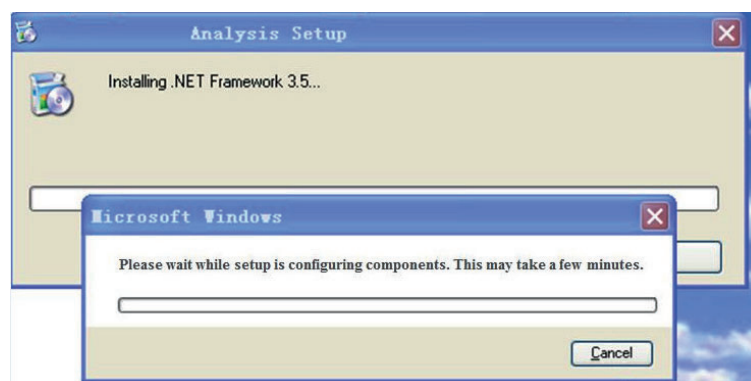 Analysis Setup
Installing .NET Framework 3.5...
Microsoft Windows
Please wait while setup is configuring components. This may take a few minutes.
Cancel